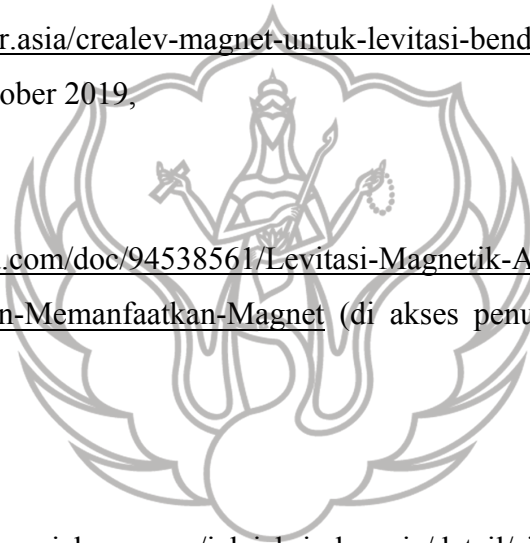 r.asia/crealev-magnet-untuk-levitasi-bend
ober 2019,
.com/doc/94538561/Levitasi-Magnetik-A
n-Memanfaatkan-Magnet (di akses penu